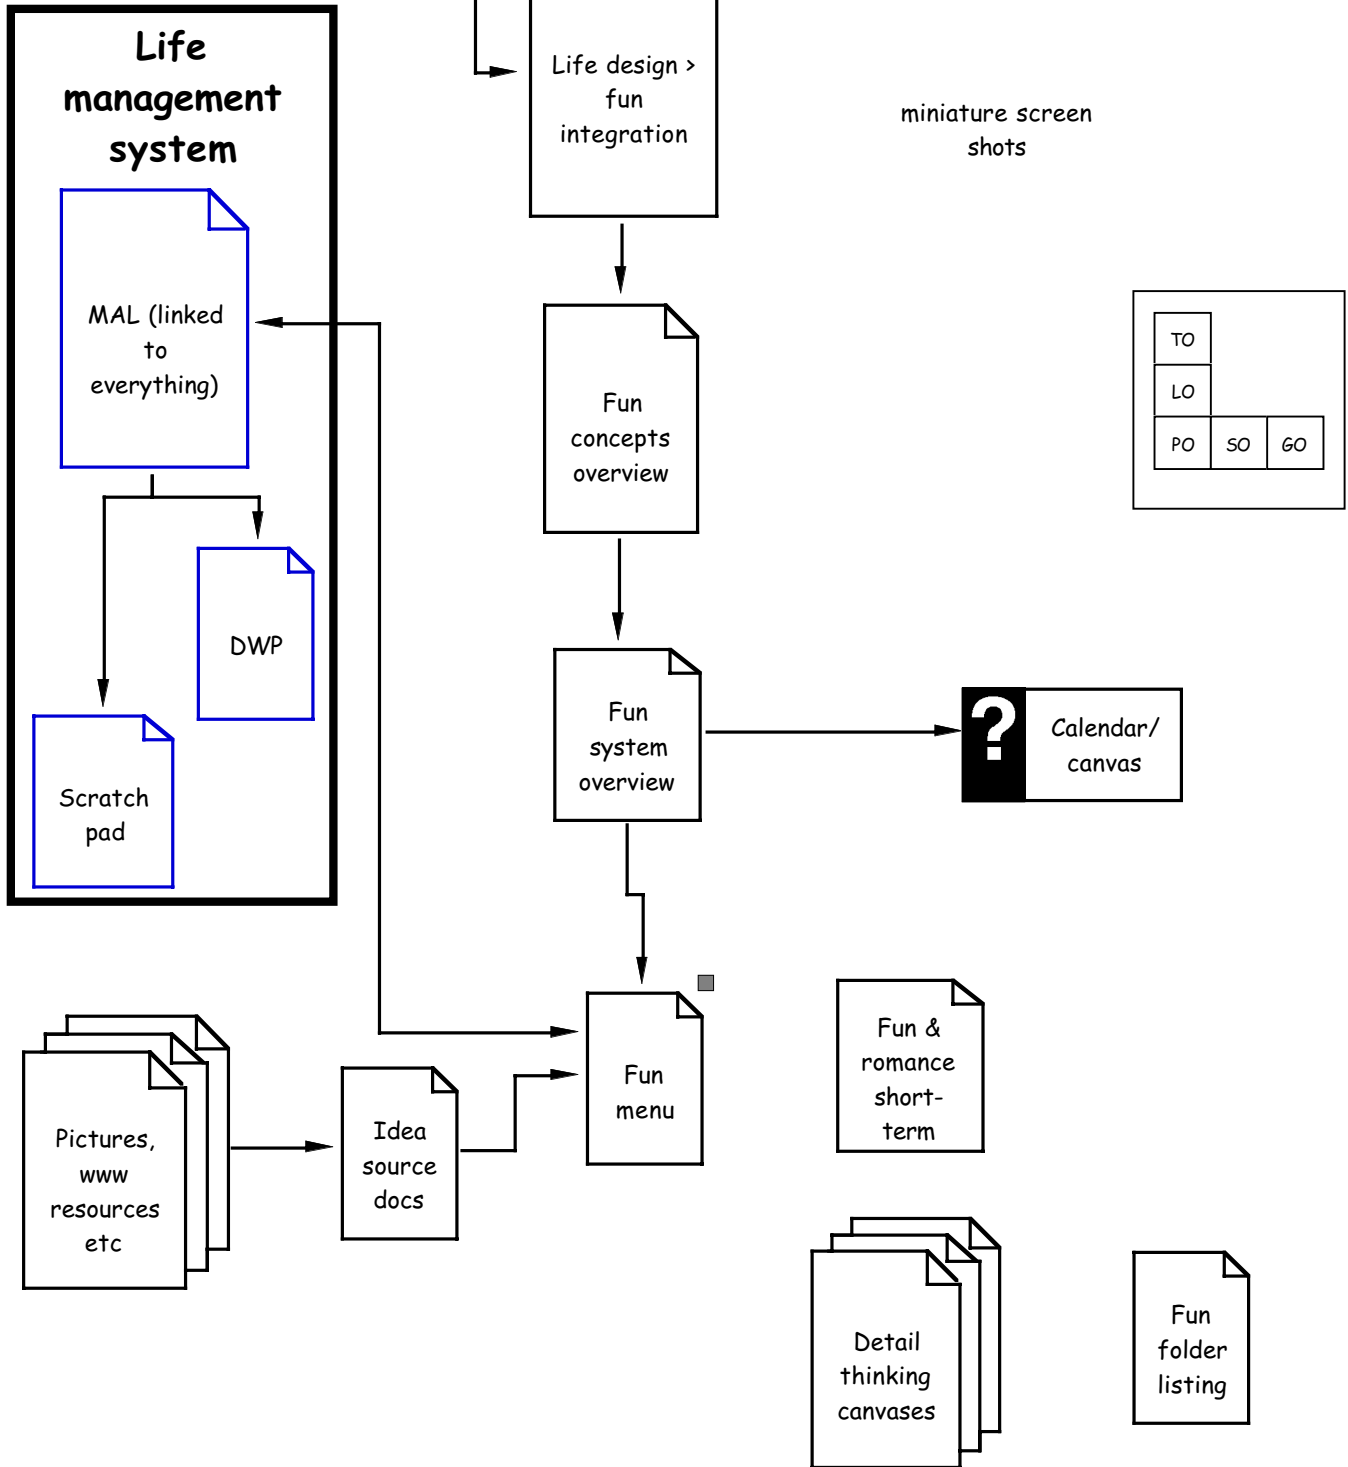 Life
management
system
MAL (linked
to
everything)
DWP
Scratch
pad
Life design >
fun
integration
miniature screen
shots
TO
LO
PO SO GO
Fun
concepts
overview
Fun
system
overview
?
Calendar/
canvas
Fun
menu
Pictures,
www
resources
etc
Idea
source
docs
Fun &
romance
short-
term
Detail
thinking
canvases
Fun
folder
listing